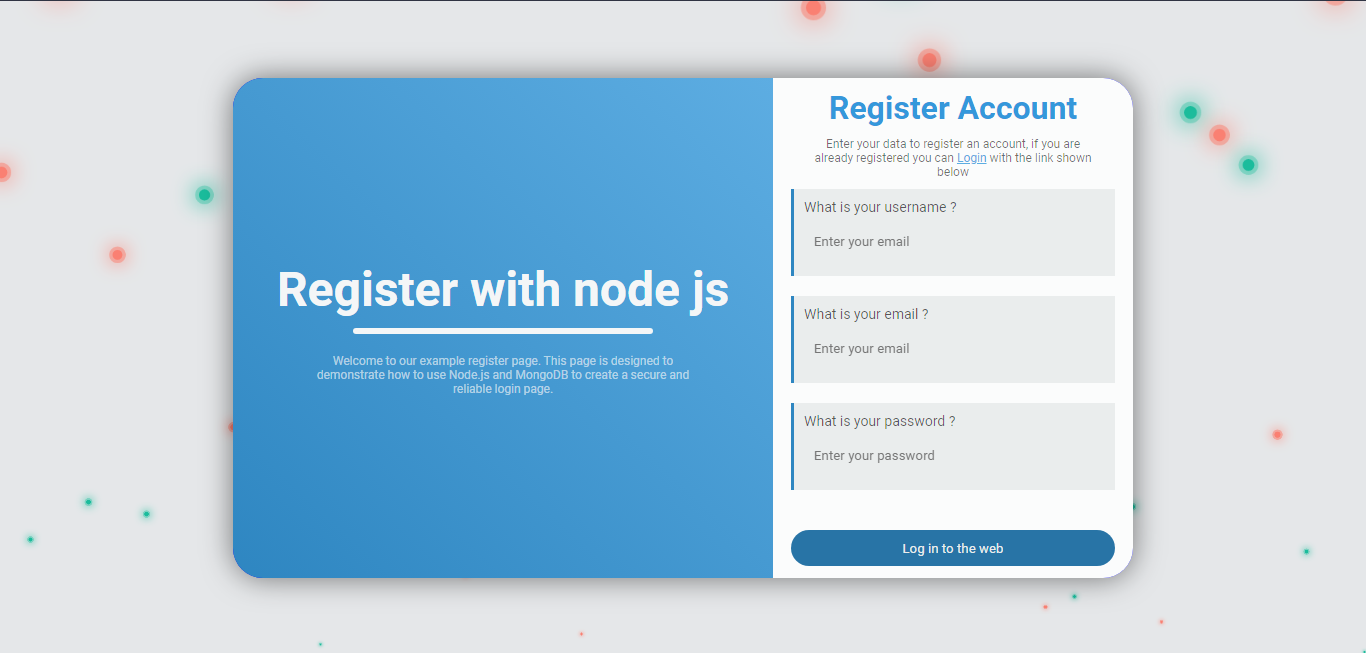 Register with node js
Welcome to our example register page. This page is designed to
demonstrate how to use Node.js and MongoDB to create a secure and
reliable login page.
Register Account
Enter your data to register an account, if you are
already registered you can Login with the link shown
below
What is your username ?
Enter your email
What is your email ?
Enter your email
What is your password ?
Enter your password
Log in to the web